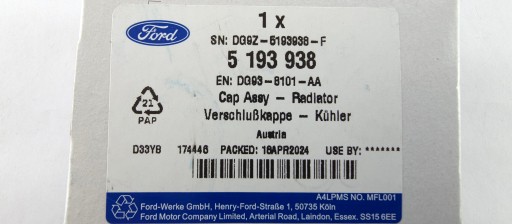 1 x
Ford
SN: DG9Z-5193938-F
5 193 938
EN: DG93-8101-AA
Cap Assy - Radiator
Verschlußkappe - Kühler
Austria
21
PAP
D33YB 174446 PACKED: 16APR2024 USE BY: *******
A4LPMS NO. MFL001
Ford
Ford-Werke GmbH, Henry-Ford-Straße 1, 50735 Köln
Ford Motor Company Limited, Arterial Road, Laindon, Essex. SS15 6EE